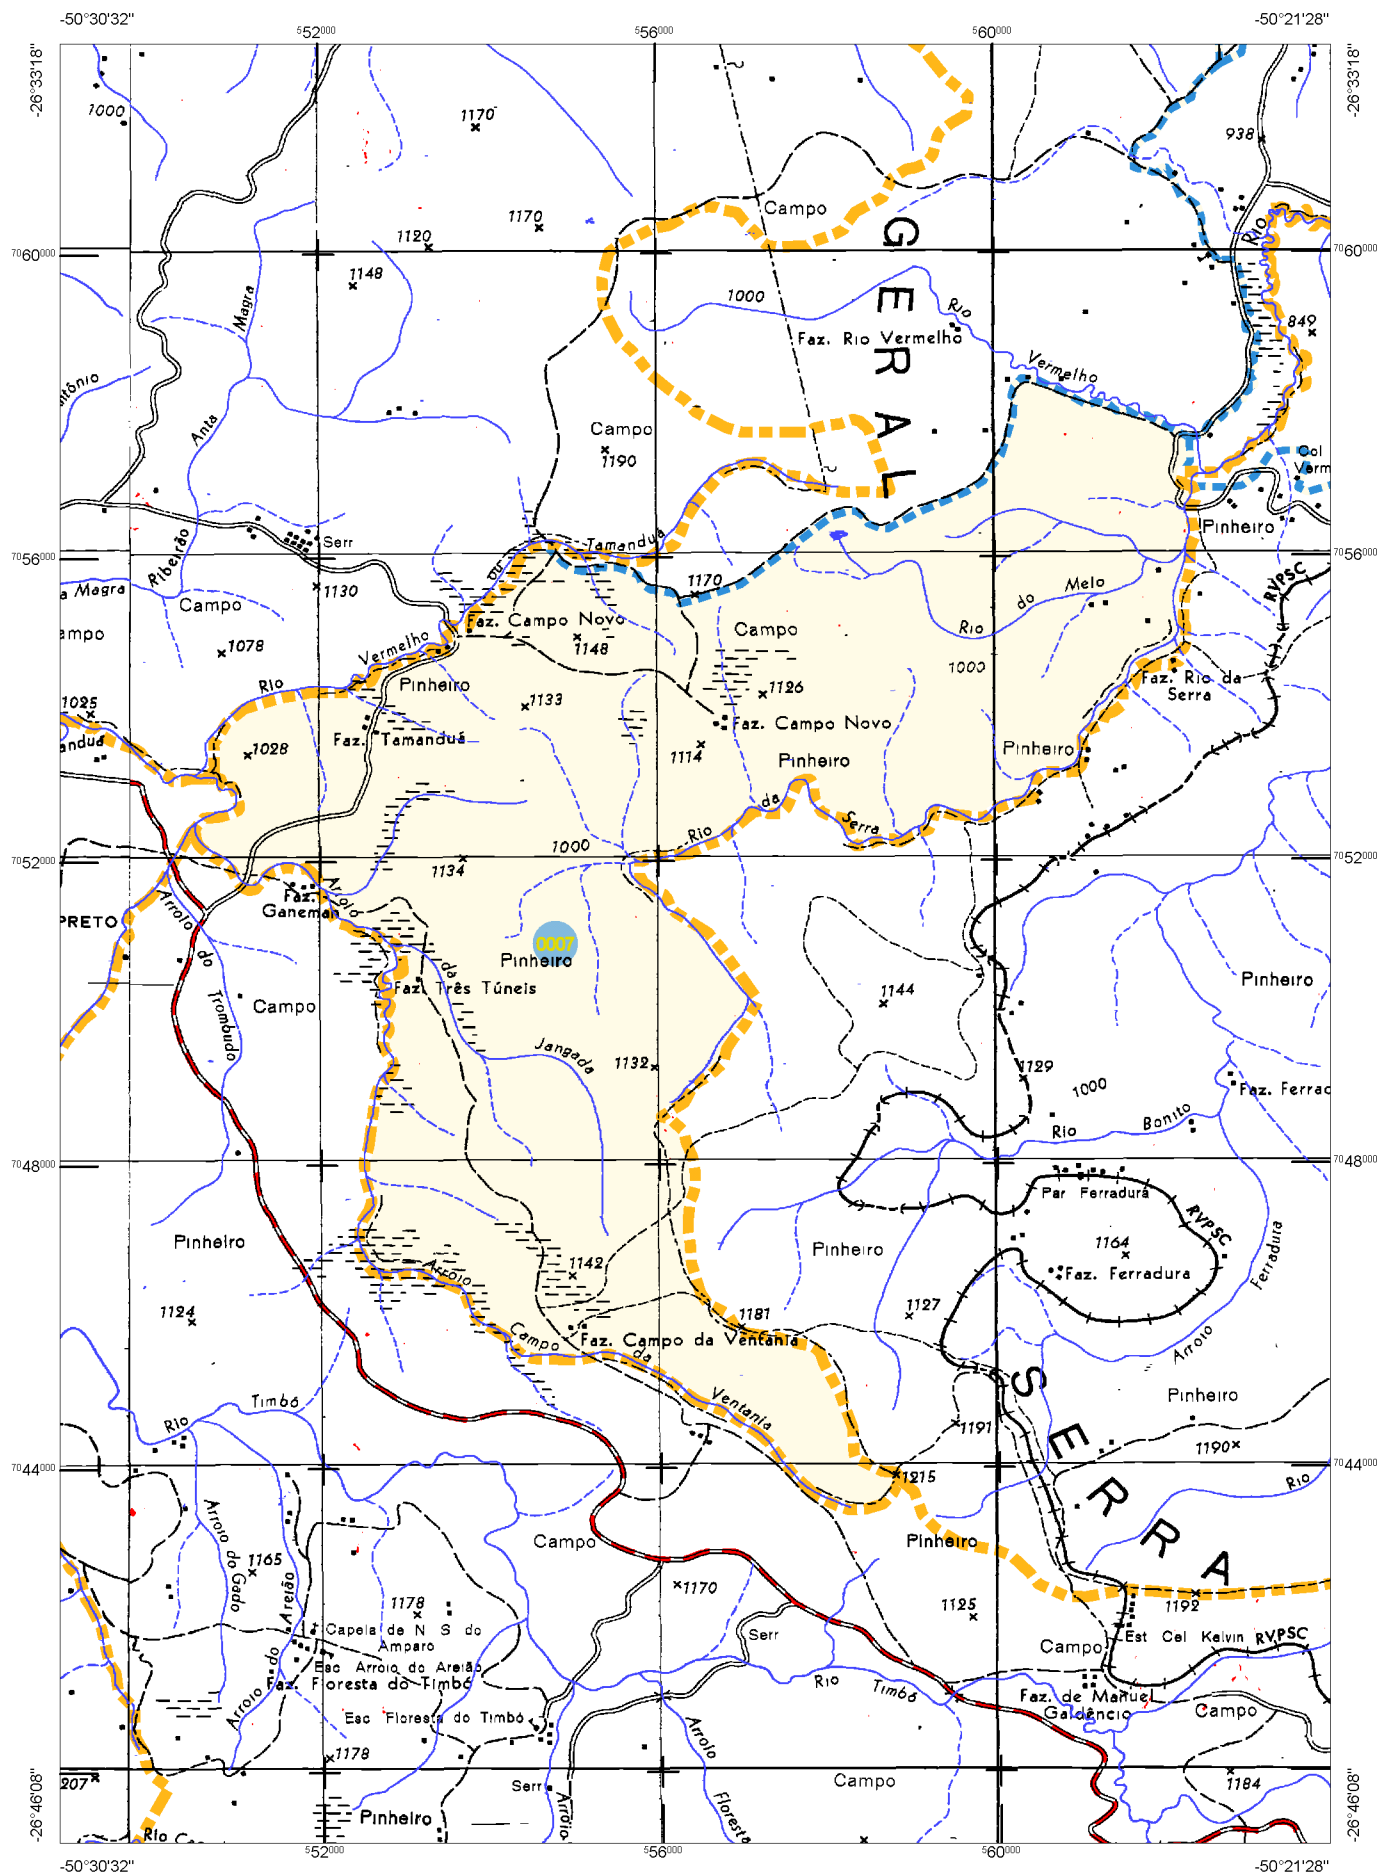 -50°30'32"
552000
556000
560000
-50°21'28"
-26°33'18"
-26°33'18"
1000
1170
938
Campo
1170
GERAL
RIO
1120
7060000
7060000
1148
Magra
1000
Rio
849
Faz. Rio Vermelho
Vermelho
Anta
Campo
1190
Col
Verm
Pinheiro
Ribeirão
Serr
ou
Tamanduá
7056000
7056000
1130
1170
RVPSC
a Magra
Campo
do
Melo
ampo
Faz. Campo Novo
Campo
Rio
1148
Vermelho
1078
1000
Rio
Pinheiro
1126
Faz. Rio da
Serra
1025
1133
Faz. Campo Novo
anduá
Faz. Tamanduá
1028
1114
Pinheiro
Pinheiro
da
Rio
Serra
1000
7052000
7052000
1134
Arroio
Faz.
Ganeman
PRETO
Arroio
do
Trombudo
0007
Pinheiro
da
Faz. Três Túneis
Pinheiro
Campo
1144
Jangada
1132
1129
1000
Faz. Ferrad
Bonito
Rio
7048000
7048000
Par Ferradura
RVPSC
Pinheiro
Pinheiro
1164
Ferradura
Arroio
1142
Faz. Ferradura
1124
1181
1127
Campo
Faz. Campo da Ventania
da
Arroio
SERRA
Ventania
Pinheiro
Timbó
Rio
1191
1190
7044000
7044000
1215
Rio
Arroio do Gado
Campo
Pinheiro
1165
Areião
1170
1192
1178
1125
Capela de N S do
Amparo
Serr
Campo
Est Cel Kelvin
RVPSC
Esc Arroio do Areião
Faz. Floresta do Timbó
Arroio do
Rio
Timbó
Faz. de Manuel
Galdêncio
Campo
Esc Floresta do Timbó
Arroio
Floresta
1178
207
Serr
Campo
1184
Arroio
Pinheiro
-26°46'08"
-26°46'08"
-50°30'32"
552000
556000
560000
-50°21'28"